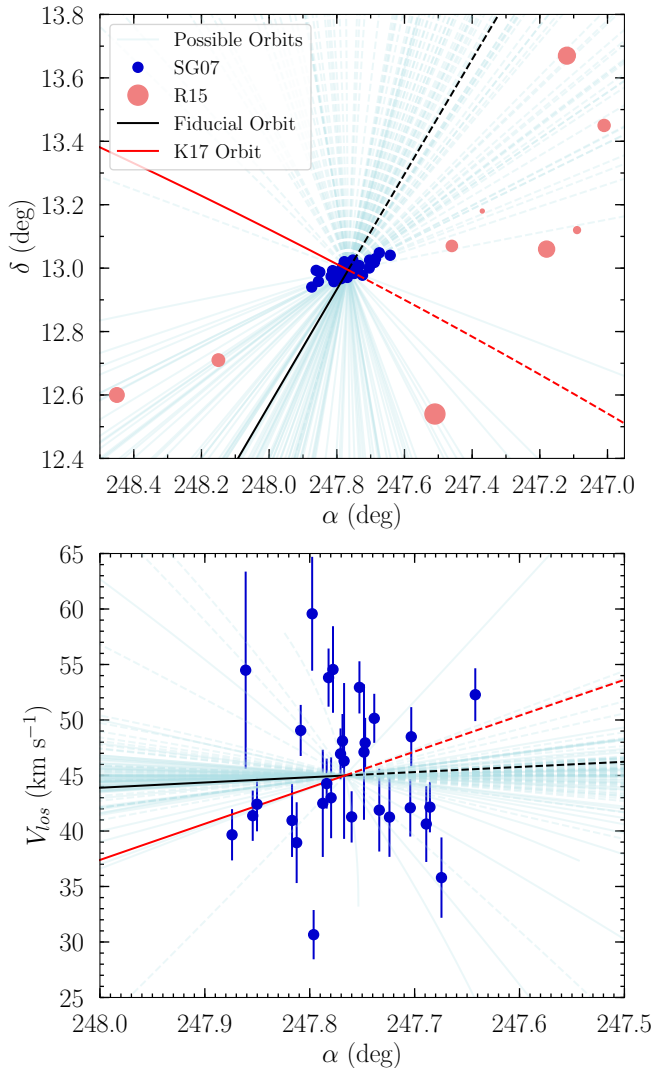 13.8
13.6
13.4
13.2
13.0
12.8
12.6
12.4
δ (deg)
Possible Orbits
SG07
R15
Fiducial Orbit
K17 Orbit
248.4 248.2 248.0 247.8 247.6 247.4 247.2 247.0
α (deg)
65
60
55
50
45
40
35
30
25
V_los (km s⁻¹)
248.0 247.9 247.8 247.7 247.6 247.5
α (deg)